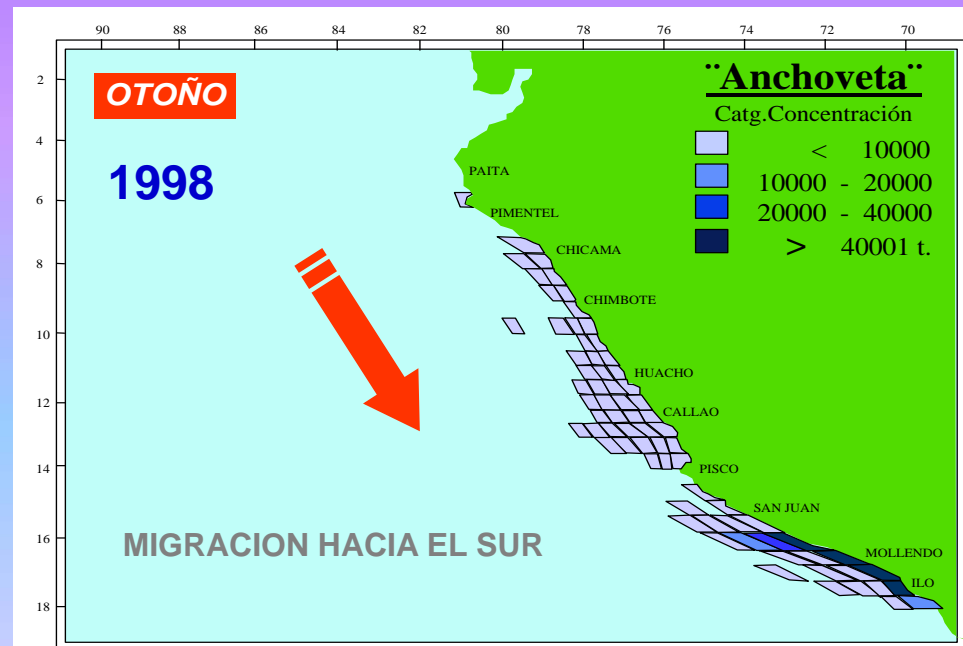 90 88 86 84 82 80 78 76 74 72 70
2
4
6
8
10
12
14
16
18
OTOÑO
1998
¨Anchoveta¨
Catg.Concentración
< 10000
10000 - 20000
20000 - 40000
> 40001 t.
PAITA
PIMENTEL
CHICAMA
CHIMBOTE
HUACHO
CALLAO
PISCO
SAN JUAN
MOLLENDO
ILO
MIGRACION HACIA EL SUR